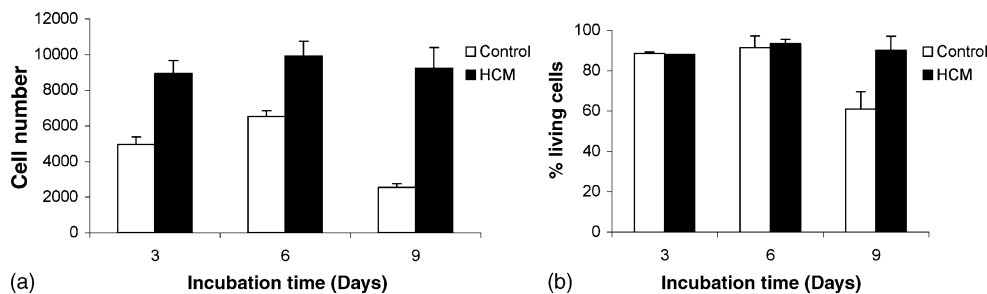 12000
10000
8000
6000
4000
2000
0
Cell number
3 6 9
Incubation time (Days)
Control
HCM
(a)
100
80
60
40
20
0
% living cells
3 6 9
Incubation time (Days)
Control
HCM
(b)